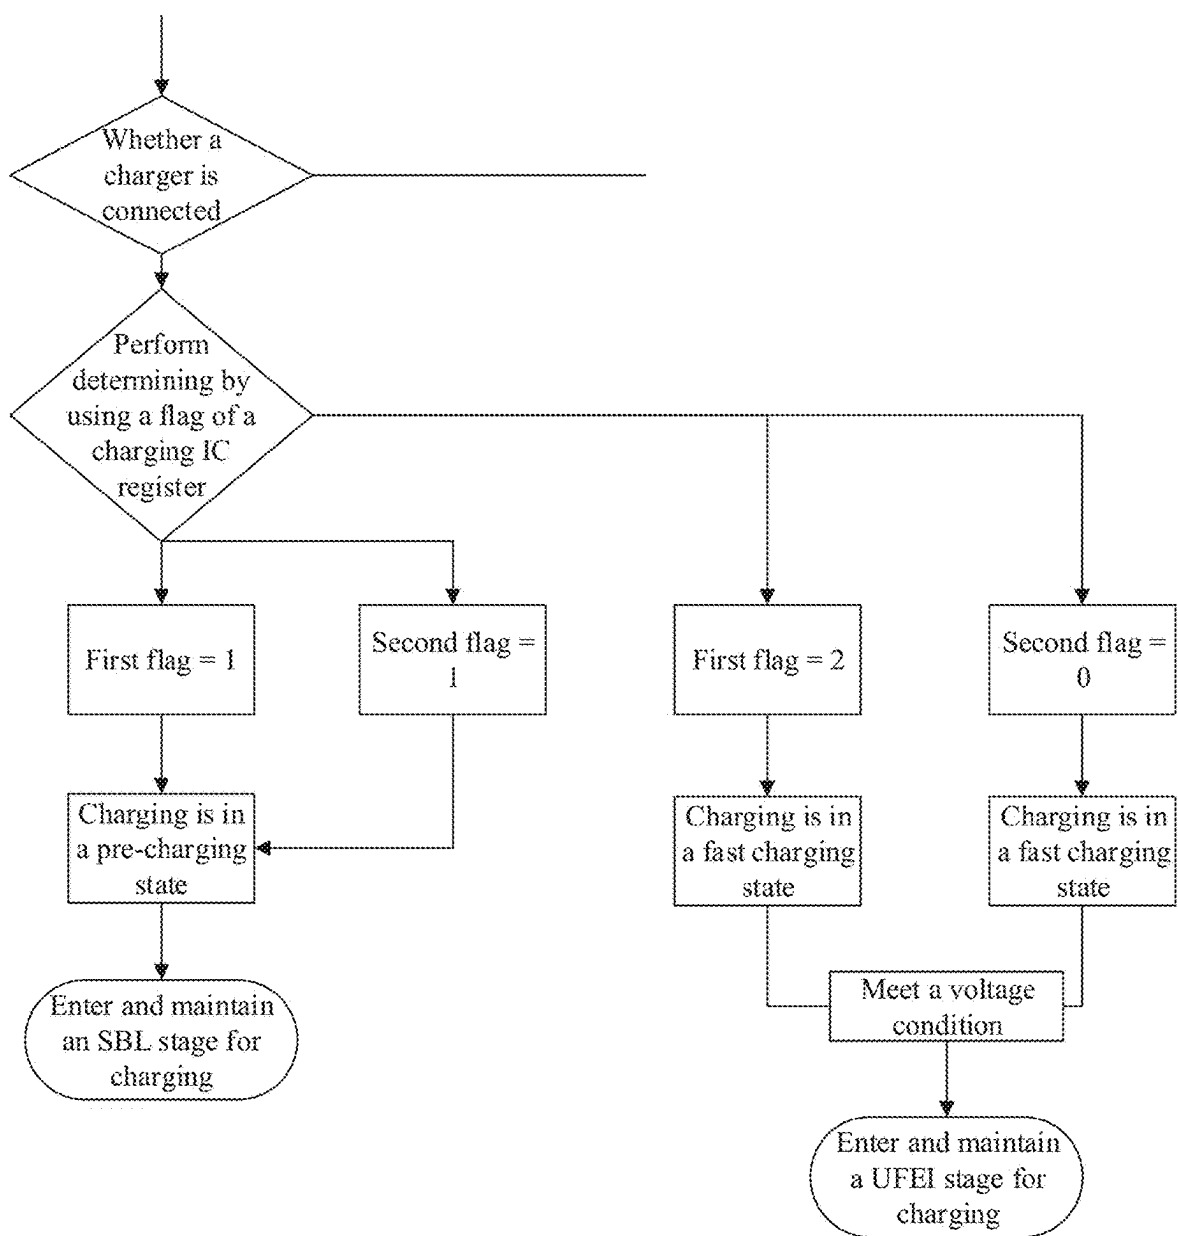 Whether a
charger is
connected
Perform
determining by
using a flag of a
charging IC
register
First flag = 1
Second flag =
1
First flag = 2
Second flag =
0
Charging is in
a pre-charging
state
Charging is in
a fast charging
state
Charging is in
a fast charging
state
Meet a voltage
condition
Enter and maintain
an SBL stage for
charging
Enter and maintain
a UFEI stage for
charging